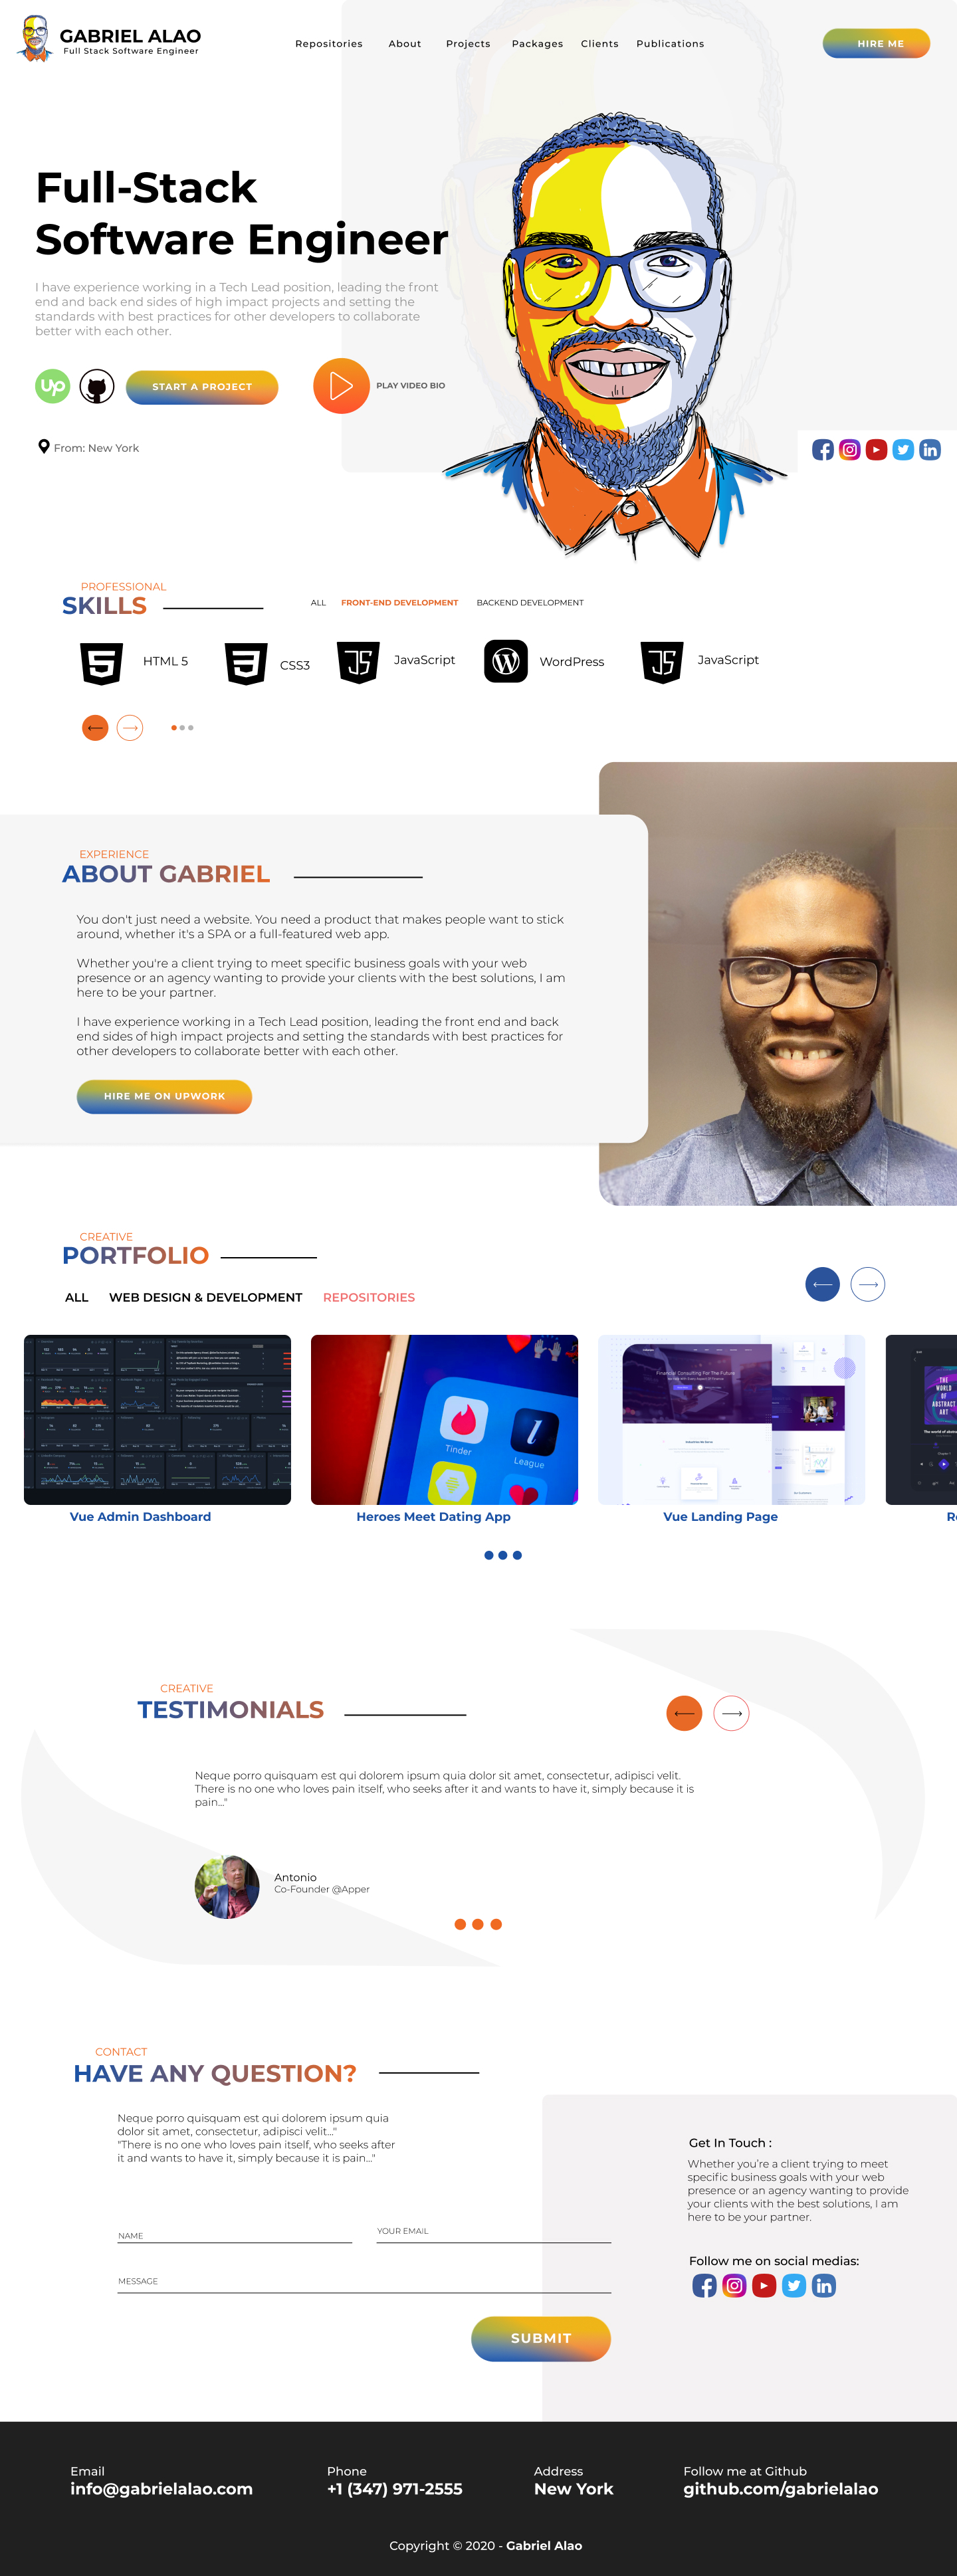 GABRIEL ALAO
Full Stack Software Engineer
Repositories
About
Projects
Packages
Clients
Publications
HIRE ME
Full-Stack
Software Engineer
I have experience working in a Tech Lead position, leading the front
end and back end sides of high impact projects and setting the
standards with best practices for other developers to collaborate
better with each other.
Up
START A PROJECT
PLAY VIDEO BIO
From: New York
PROFESSIONAL
SKILLS
ALL
FRONT-END DEVELOPMENT
BACKEND DEVELOPMENT
HTML 5
CSS3
JavaScript
WordPress
JavaScript
EXPERIENCE
ABOUT GABRIEL
You don't just need a website. You need a product that makes people want to stick
around, whether it's a SPA or a full-featured web app.
Whether you're a client trying to meet specific business goals with your web
presence or an agency wanting to provide your clients with the best solutions, I am
here to be your partner.
I have experience working in a Tech Lead position, leading the front end and back
end sides of high impact projects and setting the standards with best practices for
other developers to collaborate better with each other.
HIRE ME ON UPWORK
CREATIVE
PORTFOLIO
ALL
WEB DESIGN & DEVELOPMENT
REPOSITORIES
Tinder
League
Financial Consulting For The Future
THE
WORLD
OF
ABSTRACT
ART
Vue Admin Dashboard
Heroes Meet Dating App
Vue Landing Page
CREATIVE
TESTIMONIALS
Neque porro quisquam est qui dolorem ipsum quia dolor sit amet, consectetur, adipisci velit.
There is no one who loves pain itself, who seeks after it and wants to have it, simply because it is
pain..."
Antonio
Co-Founder @Apper
CONTACT
HAVE ANY QUESTION?
Neque porro quisquam est qui dolorem ipsum quia
dolor sit amet, consectetur, adipisci velit..."
"There is no one who loves pain itself, who seeks after
it and wants to have it, simply because it is pain..."
NAME
YOUR EMAIL
MESSAGE
SUBMIT
Get In Touch :
Whether you're a client trying to meet
specific business goals with your web
presence or an agency wanting to provide
your clients with the best solutions, I am
here to be your partner.
Follow me on social medias:
Email
info@gabrielalao.com
Phone
+1 (347) 971-2555
Address
New York
Follow me at Github
github.com/gabrielalao
Copyright © 2020 - Gabriel Alao